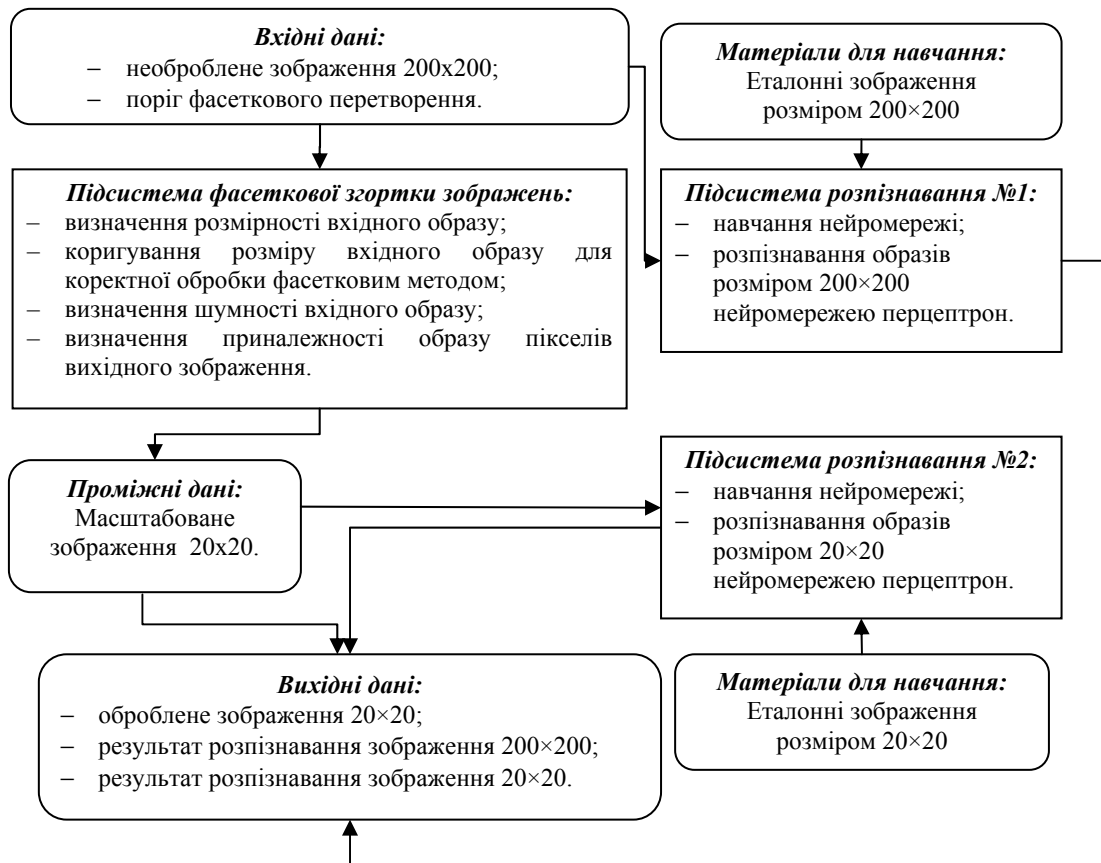 Вхідні дані:
– необроблене зображення 200х200;
– поріг фасеткового перетворення.
Матеріали для навчання:
Еталонні зображення
розміром 200×200
Підсистема фасеткової згортки зображень:
– визначення розмірності вхідного образу;
– коригування розміру вхідного образу для
коректної обробки фасетковим методом;
– визначення шумності вхідного образу;
– визначення приналежності образу пікселів
вихідного зображення.
Підсистема розпізнавання №1:
– навчання нейромережі;
– розпізнавання образів
розміром 200×200
нейромережею перцептрон.
Проміжні дані:
Масштабоване
зображення 20х20.
Підсистема розпізнавання №2:
– навчання нейромережі;
– розпізнавання образів
розміром 20×20
нейромережею перцептрон.
Вихідні дані:
– оброблене зображення 20×20;
– результат розпізнавання зображення 200×200;
– результат розпізнавання зображення 20×20.
Матеріали для навчання:
Еталонні зображення
розміром 20×20